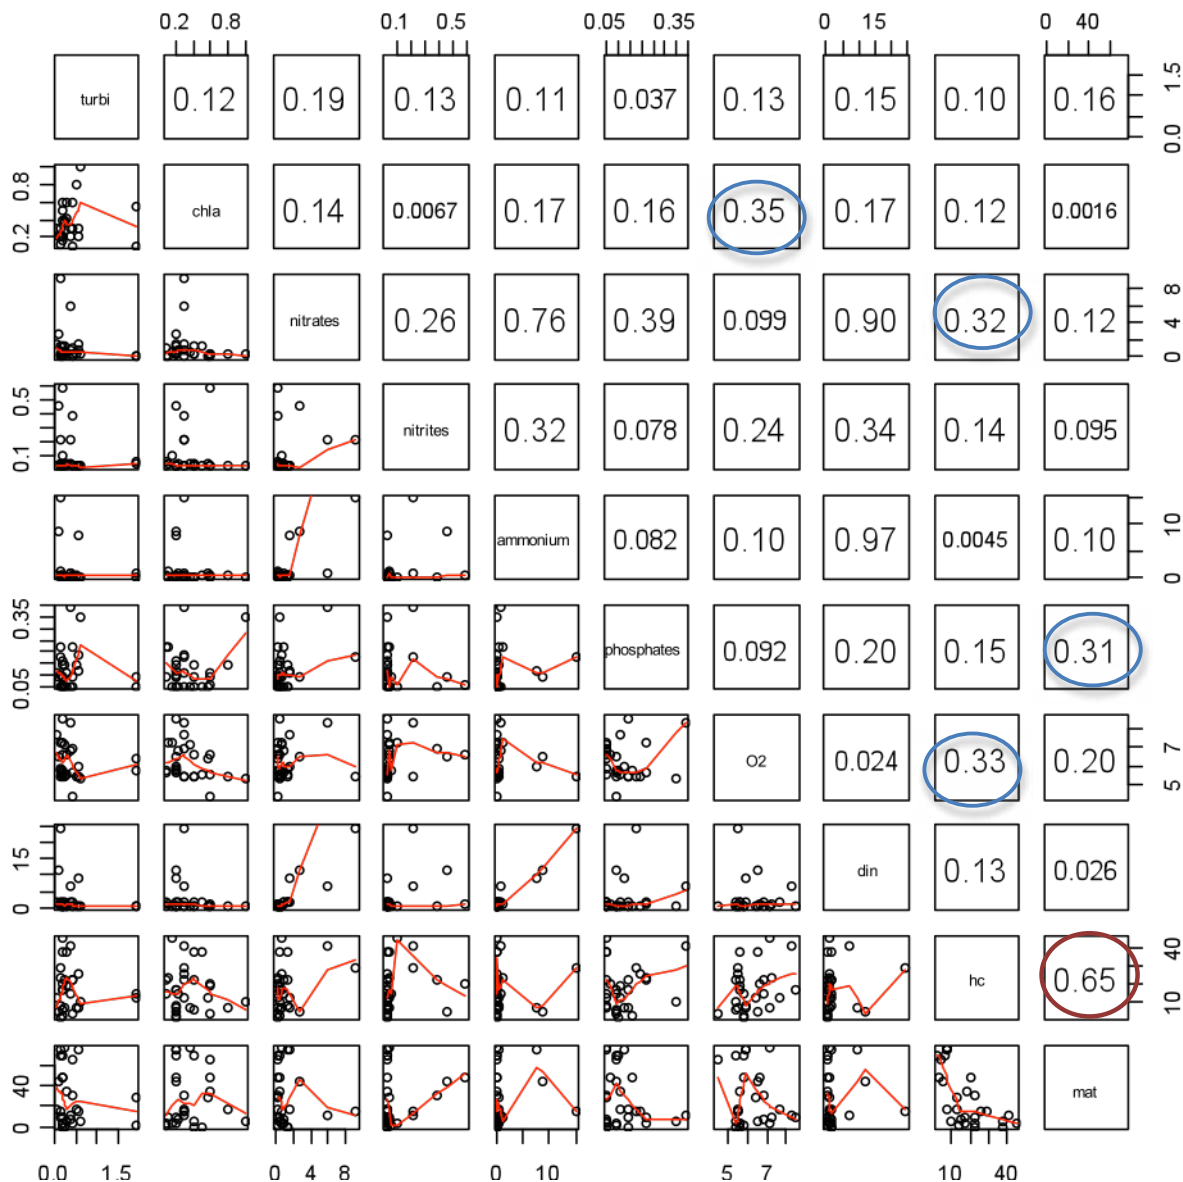 0.2 0.8 0.1 0.5 0.05 0.35 0 15 0 40
turbi 0.12 0.19 0.13 0.11 0.037 0.13 0.15 0.10 0.16 0.0 1.5
0.2 0.8 chla 0.14 0.0067 0.17 0.16 0.35 0.17 0.12 0.0016
nitrates 0.26 0.76 0.39 0.099 0.90 0.32 0.12 0 4 8
0.1 0.5 nitrites 0.32 0.078 0.24 0.34 0.14 0.095
ammonium 0.082 0.10 0.97 0.0045 0.10 0 10
0.05 0.35 phosphates 0.092 0.20 0.15 0.31
O2 0.024 0.33 0.20 5 7
0 15 din 0.13 0.026
hc 0.65 10 40
0 40 mat
0.0 1.5 0 4 8 0 10 5 7 10 40